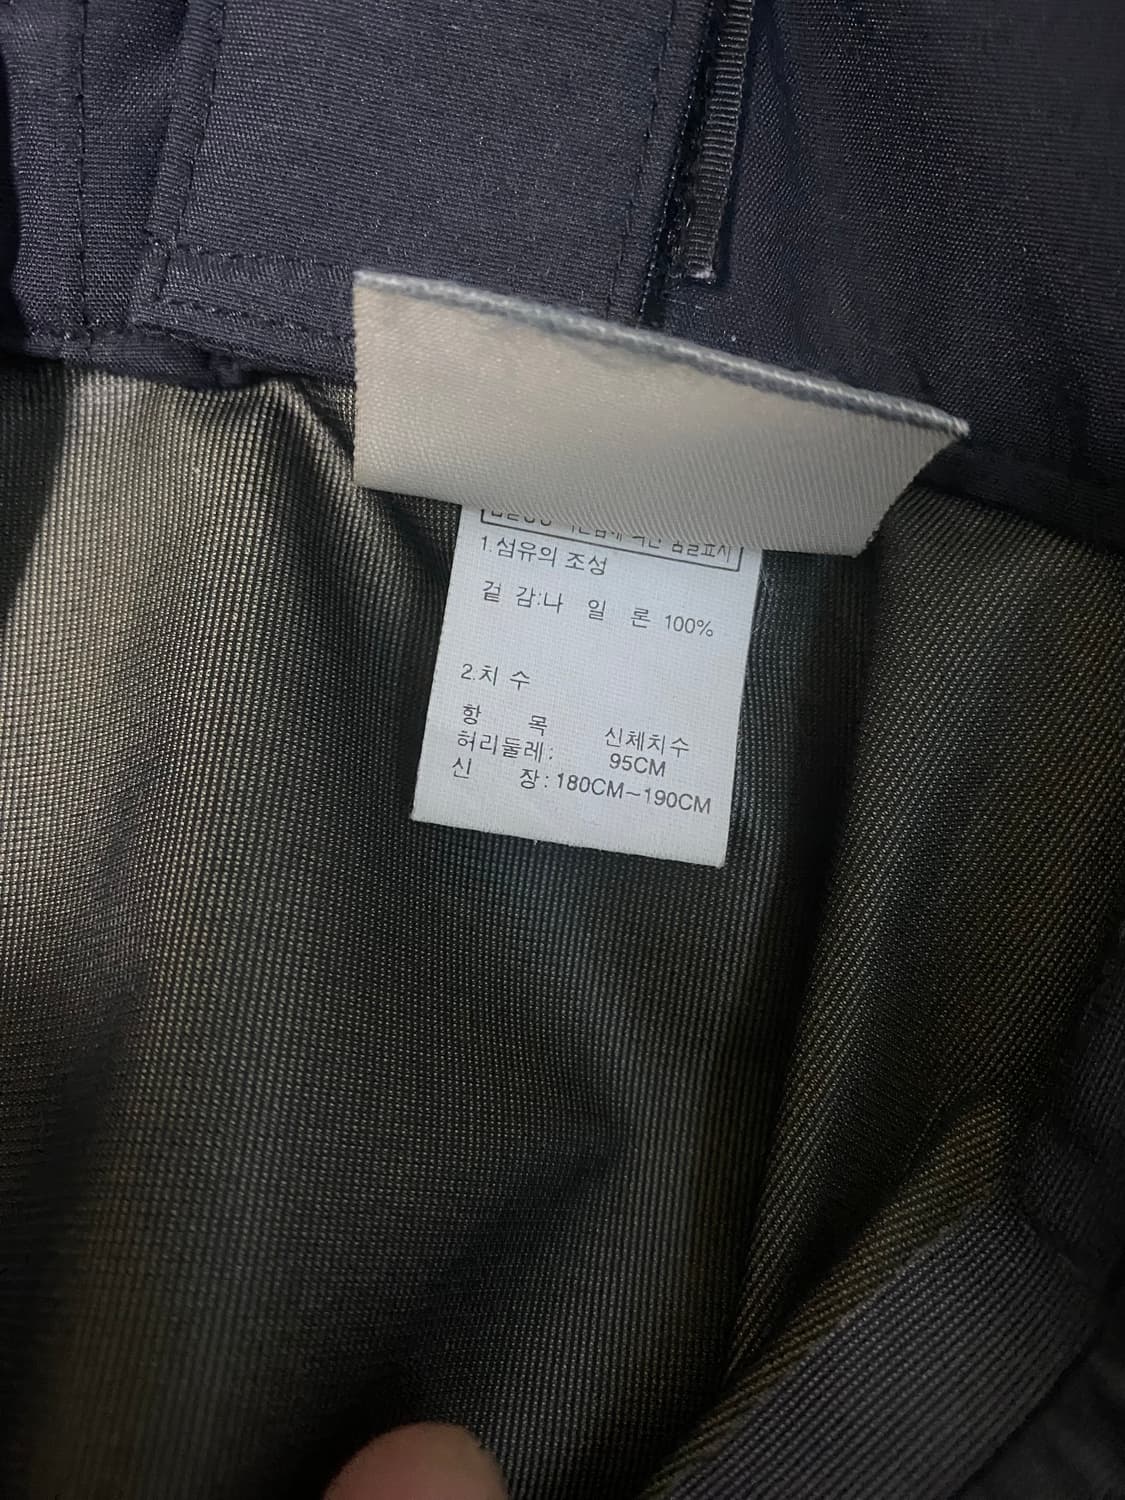 1.섬유의 조성
겉 감:나 일 론 100%
2.치 수
항 목 신체치수
허리둘레: 95CM
신 장: 180CM~190CM